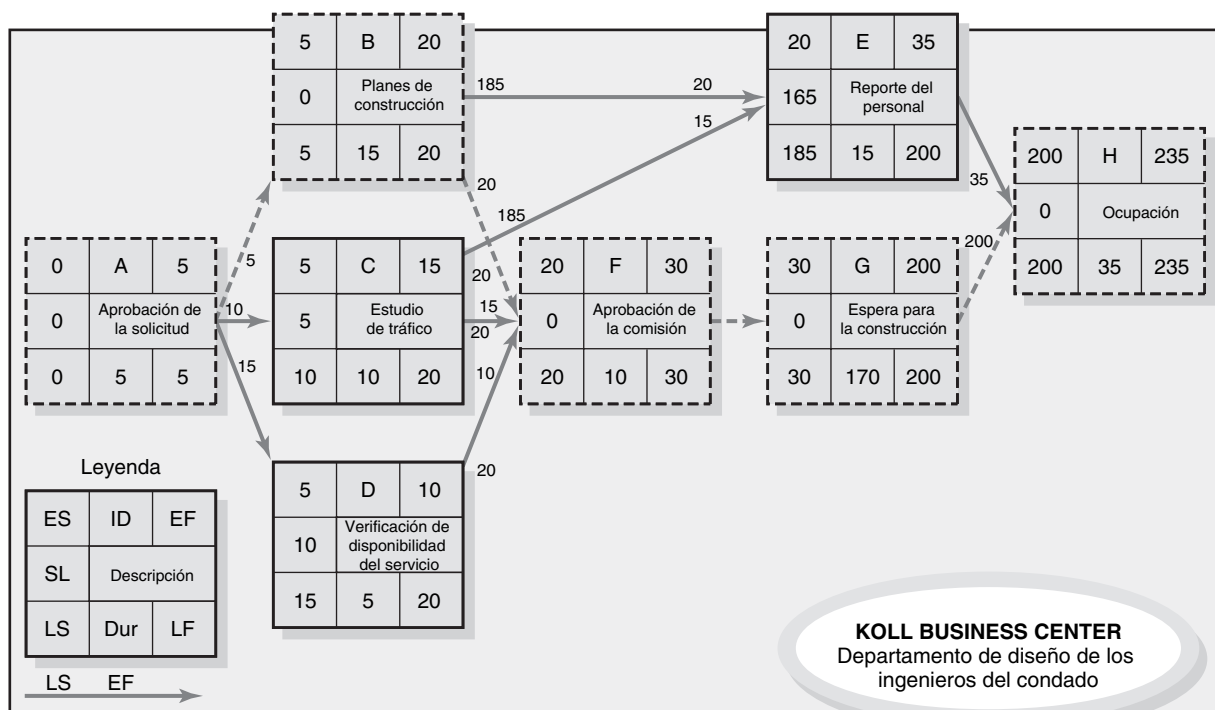 5 B 20
0 Planes de
construcción
5 15 20
185 20
20 E 35
165 Reporte del
personal
185 15 200
15
20
185
35
200 H 235
0 Ocupación
200 35 235
200
0 A 5
0 Aprobación de
la solicitud
0 5 5
5
10
15
5 C 15
5 Estudio
de tráfico
10 10 20
20
15
20
10
20
20 F 30
0 Aprobación de
la comisión
20 10 30
30 G 200
0 Espera para
la construcción
30 170 200
5 D 10
10 Verificación de
disponibilidad
del servicio
15 5 20
Leyenda
ES ID EF
SL Descripción
LS Dur LF
LS EF
KOLL BUSINESS CENTER
Departamento de diseño de los
ingenieros del condado